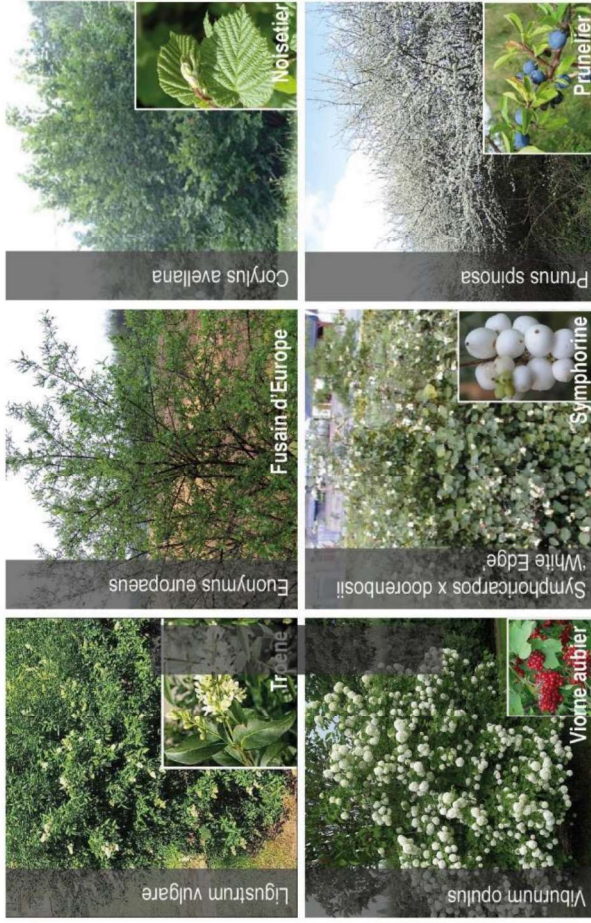 Ligustrum vulgare
Troène
Euonymus europaeus
Fusain d'Europe
Corylus avellana
Noisetier
Viburnum opulus
Viorne aubier
Symphoricarpos x doorenbosii
'White Edge'
Symphorine
Prunus spinosa
Prunelier